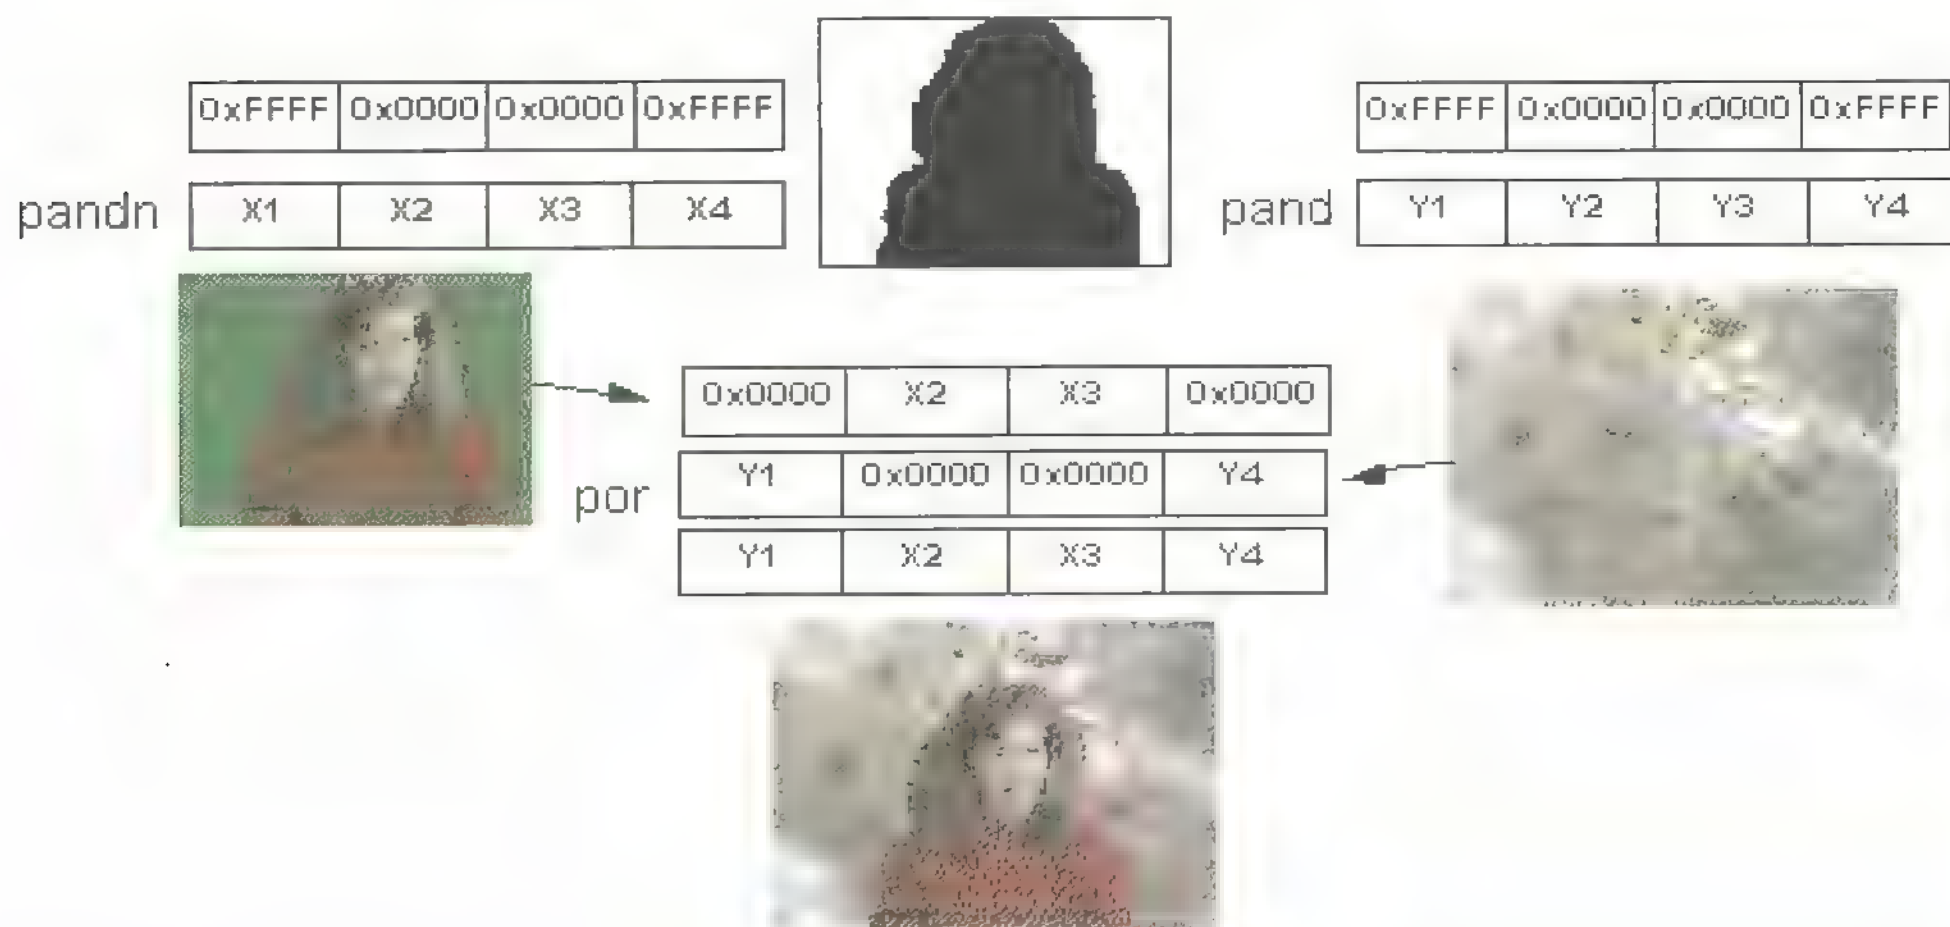 0xFFFF 0x0000 0x0000 0xFFFF
pandn X1 X2 X3 X4
0xFFFF 0x0000 0x0000 0xFFFF
pand Y1 Y2 Y3 Y4
0x0000 X2 X3 0x0000
por Y1 0x0000 0x0000 Y4
Y1 X2 X3 Y4